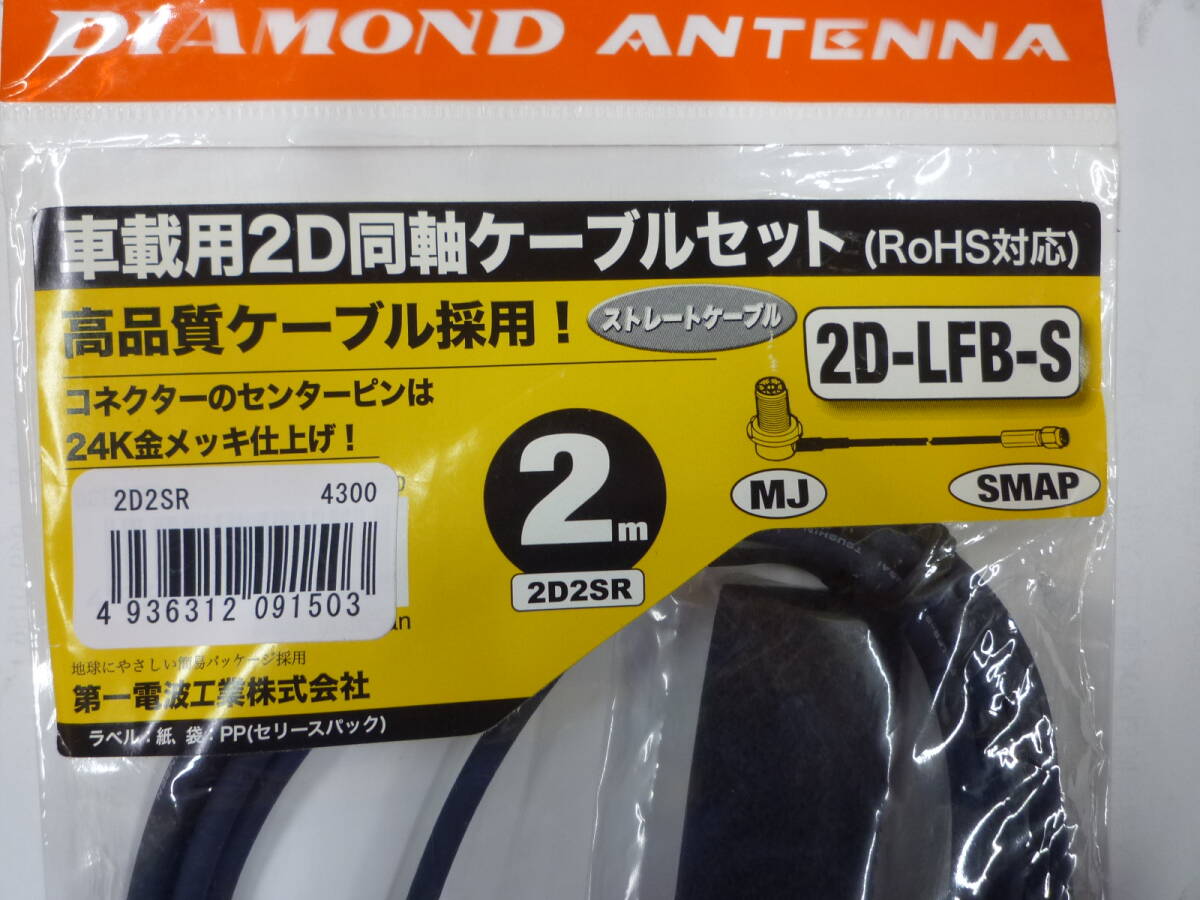 DIAMOND ANTENNA
車載用2D同軸ケーブルセット (RoHS対応)
高品質ケーブル採用！
ストレートケーブル
2D-LFB-S
コネクターのセンターピンは
24K金メッキ仕上げ！
MJ
SMAP
2m
2D2SR
2D2SR 4300
4 936312 091503
地球にやさしい簡易パッケージ採用
第一電波工業株式会社
ラベル：紙、袋：PP(セリースパック)